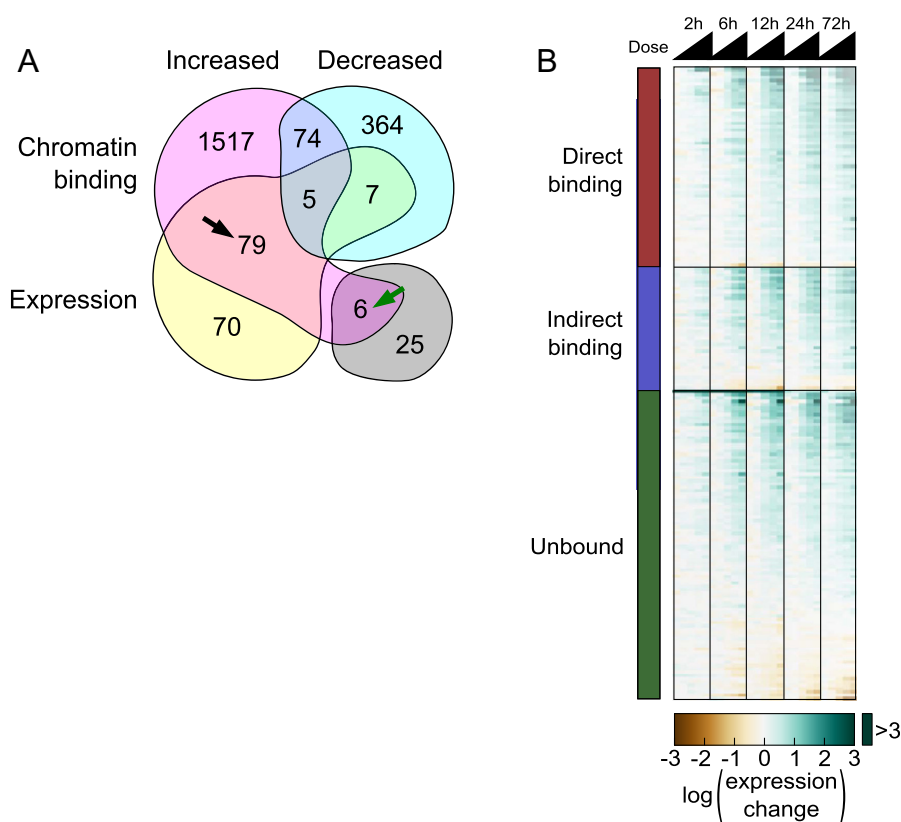 A
Increased Decreased
Chromatin
binding
1517
74
364
5
7
79
Expression
70
6
25
B
2h 6h 12h 24h 72h
Dose
Direct
binding
Indirect
binding
Unbound
>3
-3 -2 -1 0 1 2 3
log(expression
change)